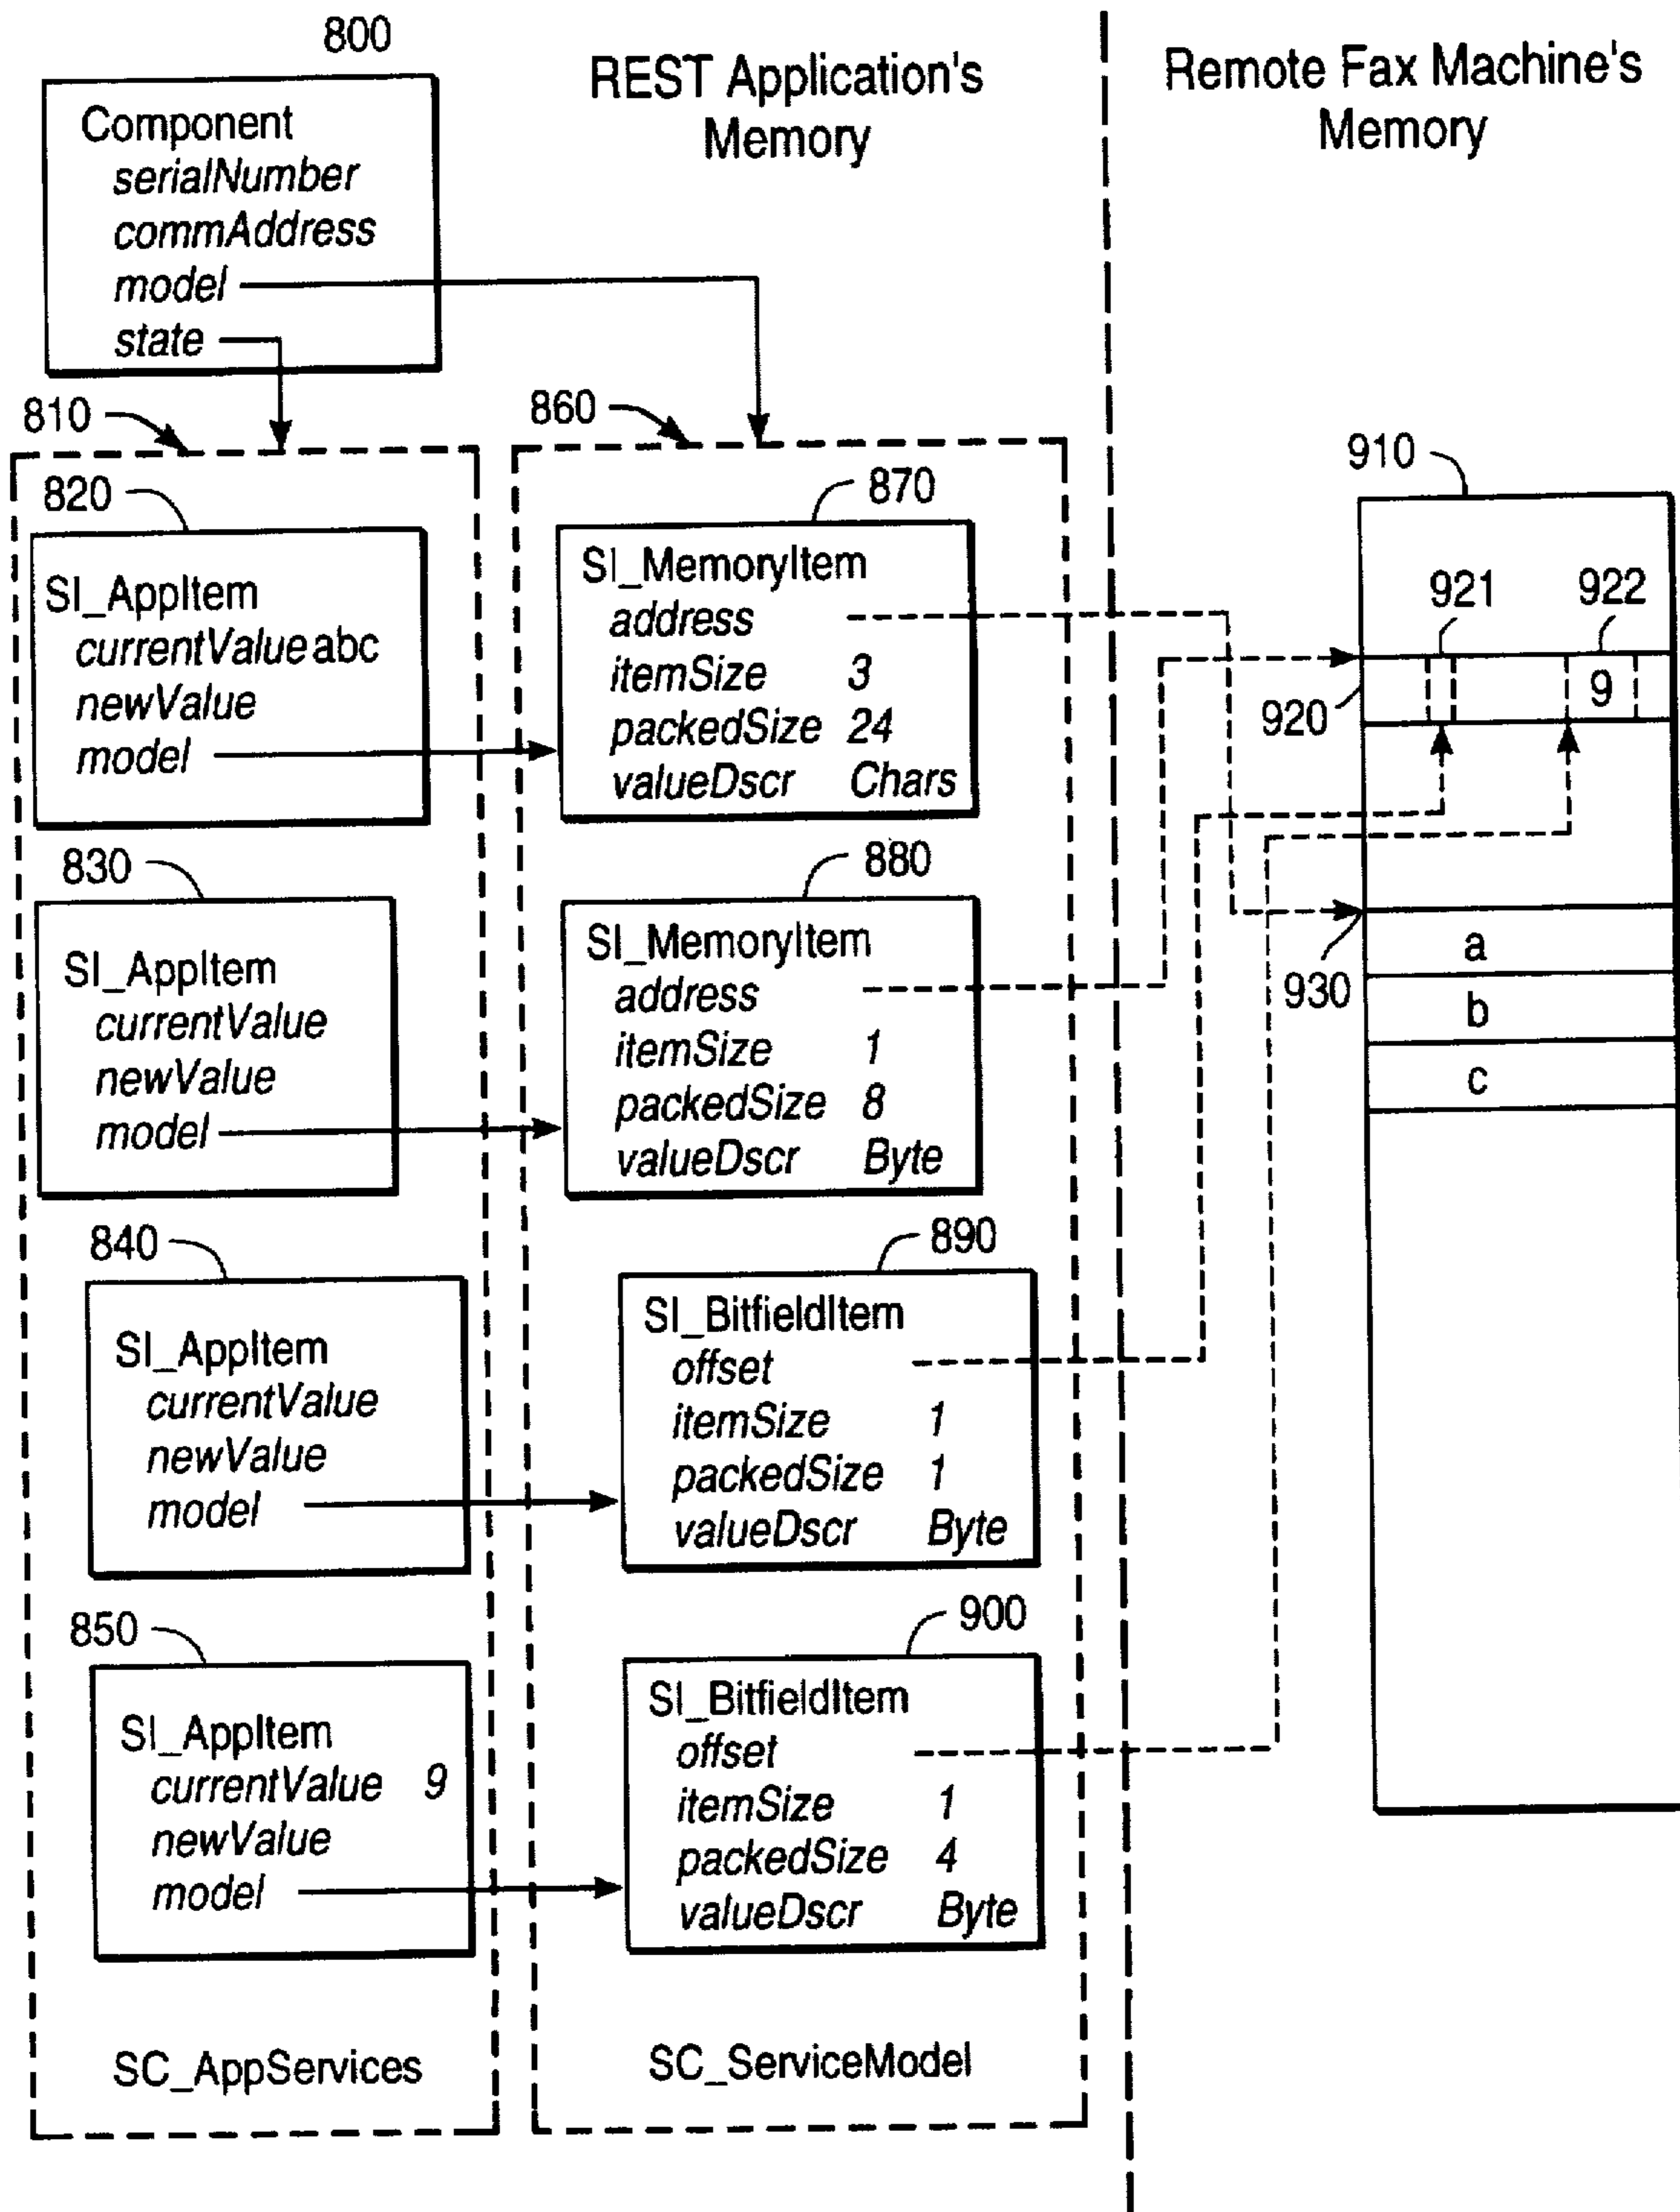 800
REST Application's
Memory
Remote Fax Machine's
Memory
Component
serialNumber
commAddress
model
state
810
860
910
820
SI_AppItem
currentValue abc
newValue
model
870
SI_MemoryItem
address
itemSize 3
packedSize 24
valueDscr Chars
921
922
9
920
830
SI_AppItem
currentValue
newValue
model
880
SI_MemoryItem
address
itemSize 1
packedSize 8
valueDscr Byte
930
a
b
c
840
SI_AppItem
currentValue
newValue
model
890
SI_BitfieldItem
offset
itemSize 1
packedSize 1
valueDscr Byte
850
SI_AppItem
currentValue 9
newValue
model
900
SI_BitfieldItem
offset
itemSize 1
packedSize 4
valueDscr Byte
SC_AppServices
SC_ServiceModel